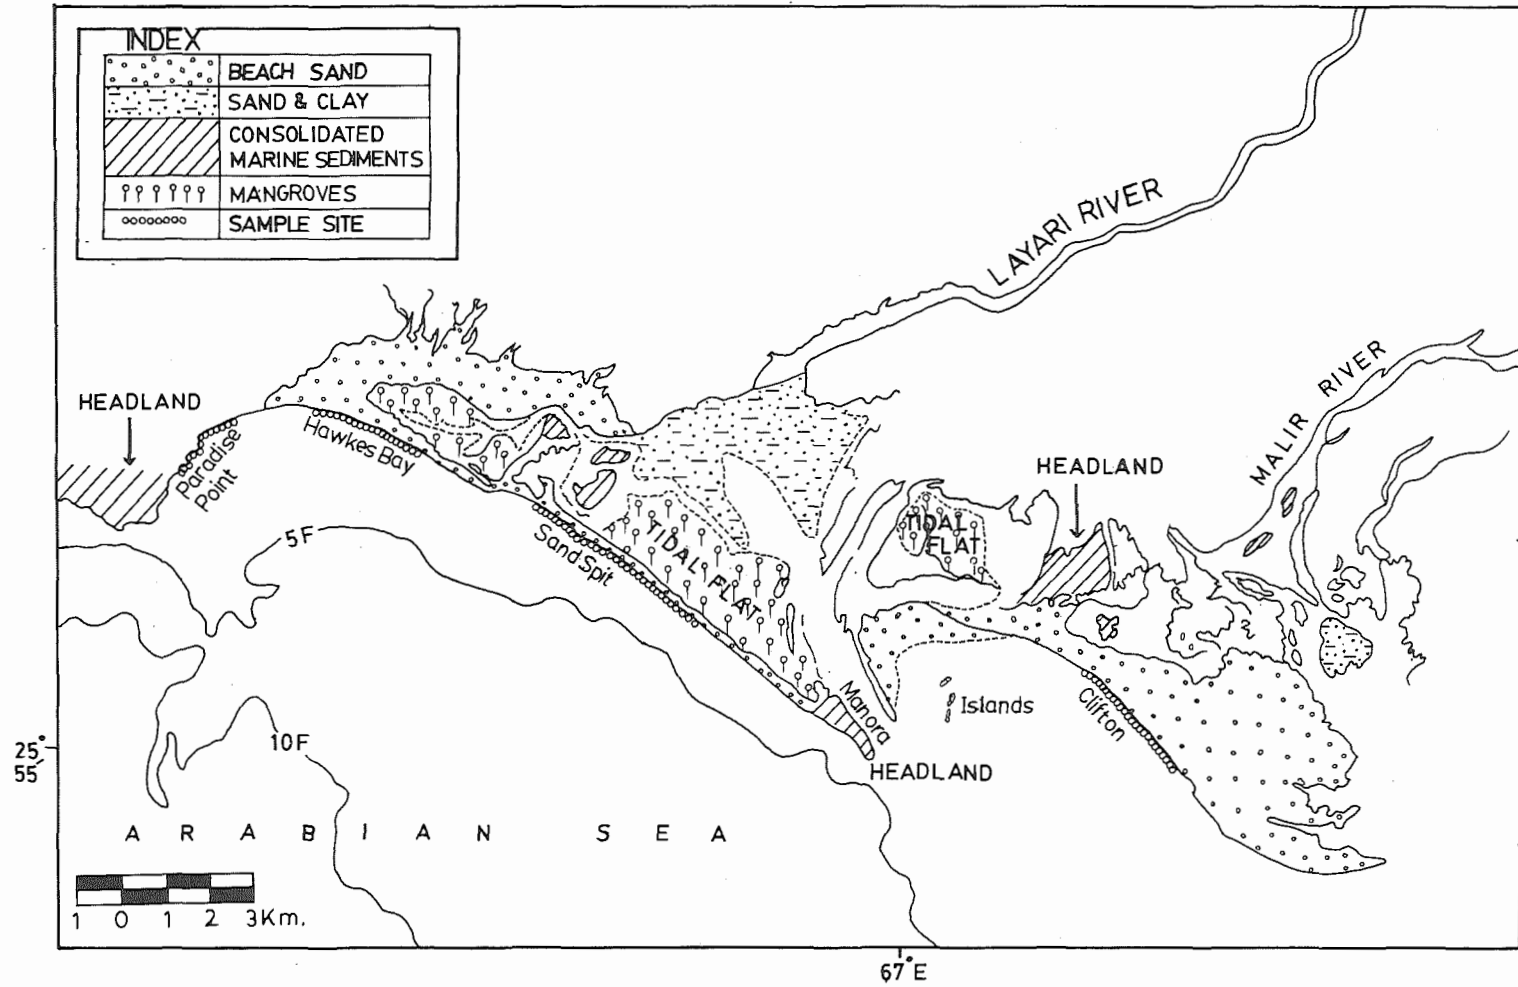 INDEX
BEACH SAND
SAND & CLAY
CONSOLIDATED
MARINE SEDIMENTS
MANGROVES
SAMPLE SITE
LAYARI RIVER
MALIR RIVER
HEADLAND
Paradise
Point
Hawkes Bay
Sand Spit
TIDAL FLAT
TIDAL
FLAT
HEADLAND
5F
10F
Manora
HEADLAND
Islands
Clifton
25°
55'
ARABIAN SEA
1 0 1 2 3Km.
67°E